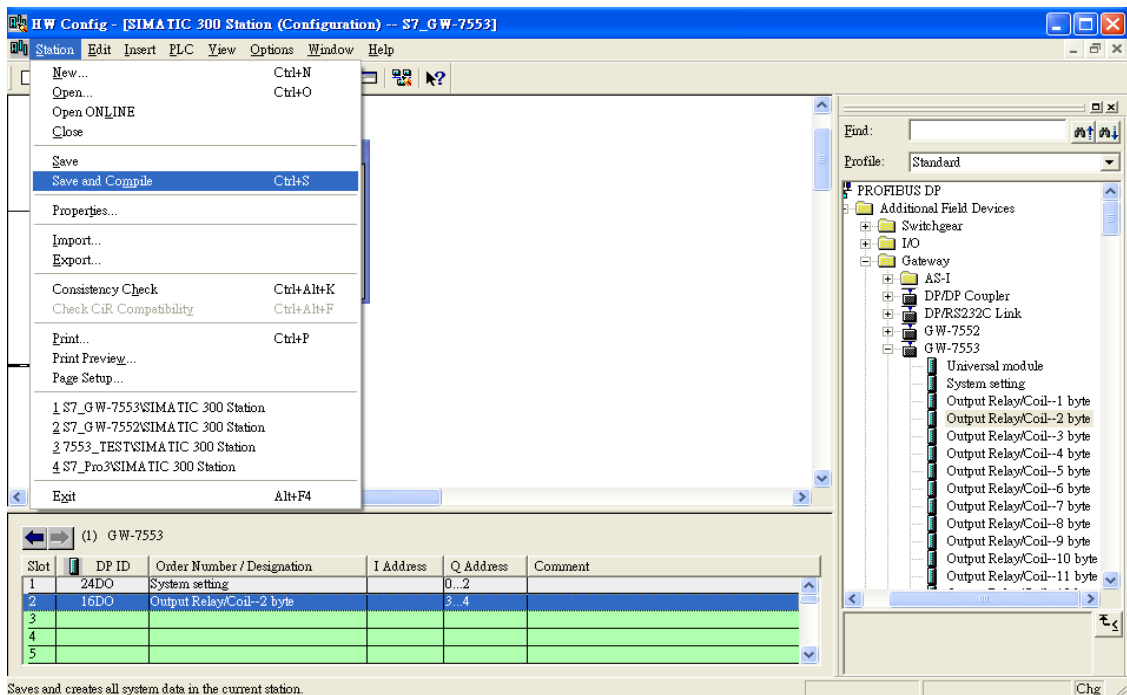 HW Config - [SIMATIC 300 Station (Configuration) -- S7_GW-7553]
Station Edit Insert PLC View Options Window Help
New... Ctrl+N
Open... Ctrl+O
Open ONLINE
Close
Save
Save and Compile Ctrl+S
Properties...
Import...
Export...
Consistency Check Ctrl+Alt+K
Check CiR Compatibility Ctrl+Alt+F
Print... Ctrl+P
Print Preview...
Page Setup...
1 S7_GW-7553\SIMATIC 300 Station
2 S7_GW-7552\SIMATIC 300 Station
3 7553_TEST\SIMATIC 300 Station
4 S7_Pro3\SIMATIC 300 Station
Exit Alt+F4
Find:
Profile: Standard
PROFIBUS DP
Additional Field Devices
Switchgear
I/O
Gateway
AS-I
DP/DP Coupler
DP/RS232C Link
GW-7552
GW-7553
Universal module
System setting
Output Relay/Coil--1 byte
Output Relay/Coil--2 byte
Output Relay/Coil--3 byte
Output Relay/Coil--4 byte
Output Relay/Coil--5 byte
Output Relay/Coil--6 byte
Output Relay/Coil--7 byte
Output Relay/Coil--8 byte
Output Relay/Coil--9 byte
Output Relay/Coil--10 byte
Output Relay/Coil--11 byte
(1) GW-7553
Slot DP ID Order Number / Designation I Address Q Address Comment
1 24DO System setting 0...2
2 16DO Output Relay/Coil--2 byte 3...4
3
4
5
Saves and creates all system data in the current station. Chg